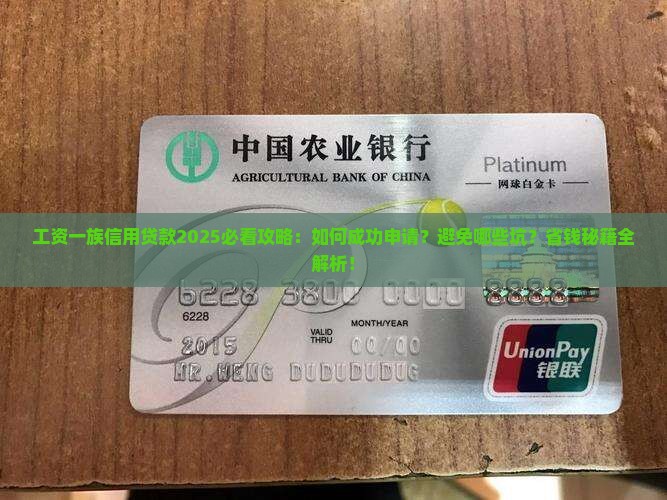 中国农业银行
AGRICULTURAL BANK OF CHINA
Platinum
网球白金卡
工资一族信用贷款2025必看攻略：如何成功申请？避免哪些坑？省钱秘籍全
解析！
6228 3800 0000 8888
6228
VALID
THRU
MONTH/YEAR
2015
00/00
MR.HENG DUDUDUDUG
UnionPay
银联